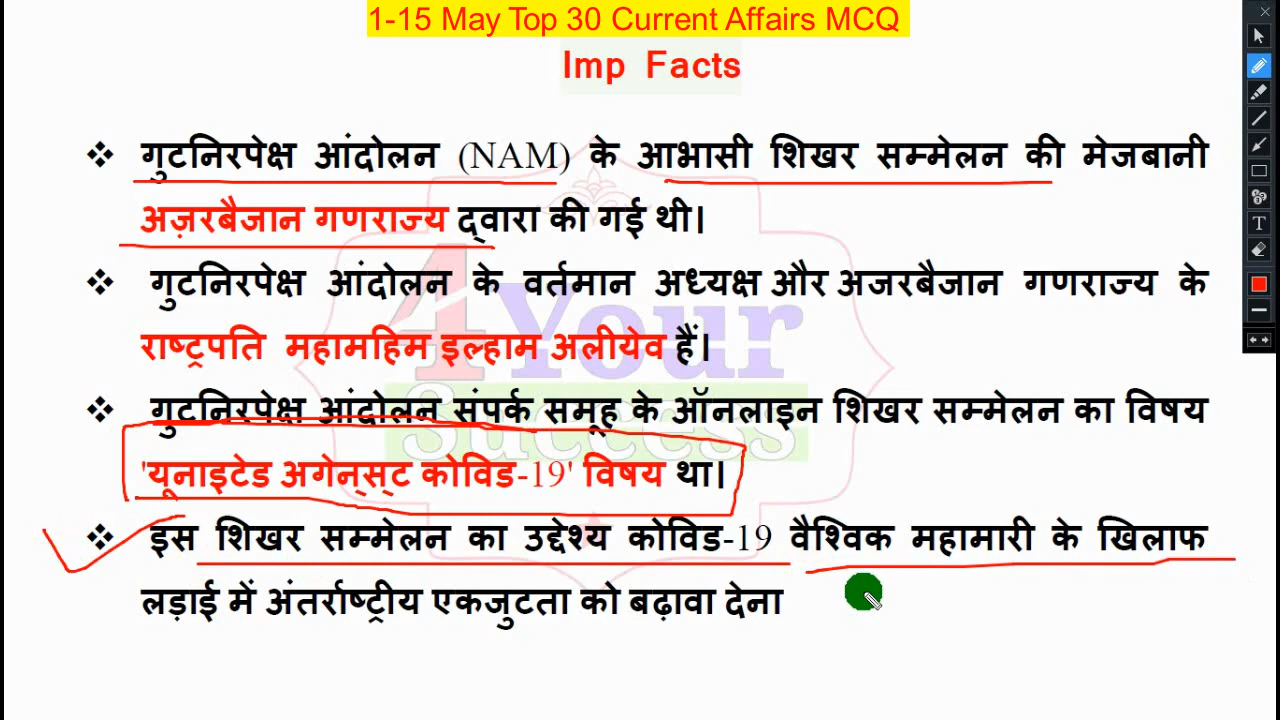 1-15 May Top 30 Current Affairs MCQ
Imp Facts
❖ गुटनिरपेक्ष आंदोलन (NAM) के आभासी शिखर सम्मेलन की मेजबानी
अज़रबैजान गणराज्य द्वारा की गई थी।
❖ गुटनिरपेक्ष आंदोलन के वर्तमान अध्यक्ष और अजरबैजान गणराज्य के
राष्ट्रपति महामहिम इल्हाम अलीयेव हैं।
❖ गुटनिरपेक्ष आंदोलन संपर्क समूह के ऑनलाइन शिखर सम्मेलन का विषय
'यूनाइटेड अगेन्स्ट कोविड-19' विषय था।
❖ इस शिखर सम्मेलन का उद्देश्य कोविड-19 वैश्विक महामारी के खिलाफ
लड़ाई में अंतर्राष्ट्रीय एकजुटता को बढ़ावा देना
4Your
Success
T